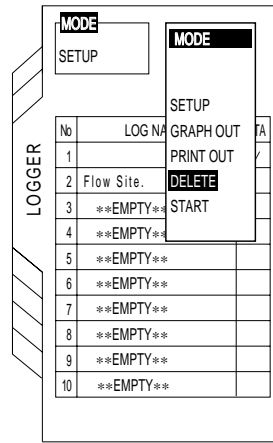 MODE
SETUP
MODE
SETUP
GRAPH OUT
PRINT OUT
DELETE
START
LOGGER
No LOG NA TA
1
2 Flow Site.
3 **EMPTY**
4 **EMPTY**
5 **EMPTY**
6 **EMPTY**
7 **EMPTY**
8 **EMPTY**
9 **EMPTY**
10 **EMPTY**